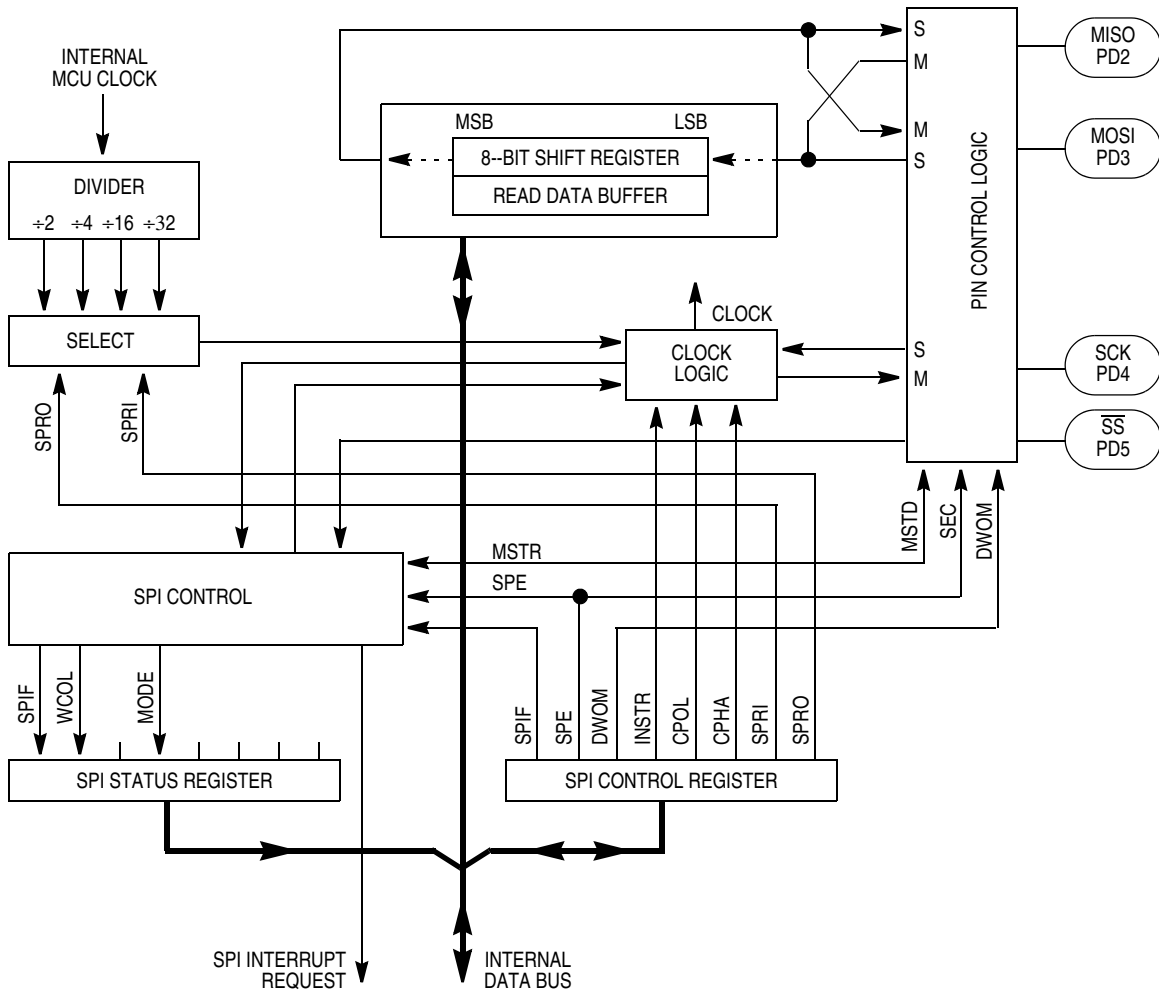 INTERNAL
MCU CLOCK
DIVIDER
÷2 ÷4 ÷16 ÷32
SELECT
SPRO
SPRI
MSB
LSB
8--BIT SHIFT REGISTER
READ DATA BUFFER
CLOCK
CLOCK
LOGIC
S
M
M
S
S
M
PIN CONTROL LOGIC
MISO
PD2
MOSI
PD3
SCK
PD4
SS
PD5
MSTD
SEC
DWOM
MSTR
SPE
SPI CONTROL
SPIF
WCOL
MODE
SPI STATUS REGISTER
SPIF
SPE
DWOM
INSTR
CPOL
CPHA
SPRI
SPRO
SPI CONTROL REGISTER
SPI INTERRUPT
REQUEST
INTERNAL
DATA BUS